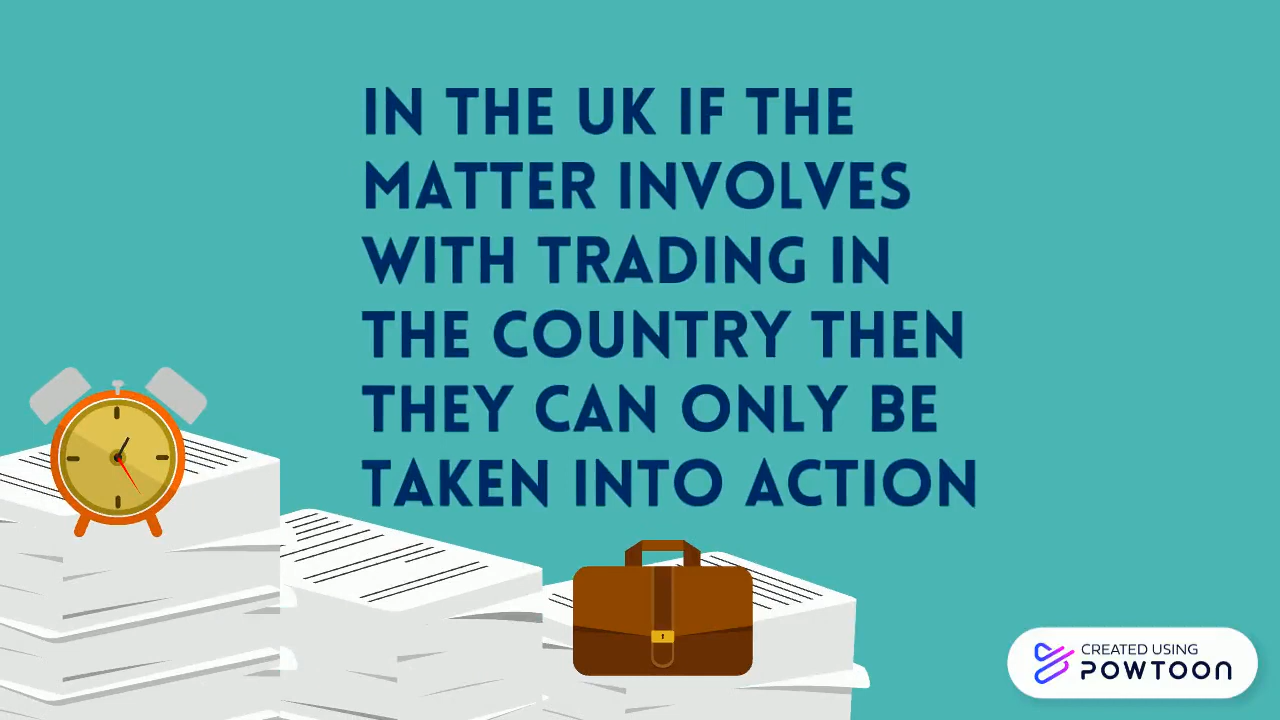 IN THE UK IF THE
MATTER INVOLVES
WITH TRADING IN
THE COUNTRY THEN
THEY CAN ONLY BE
TAKEN INTO ACTION
CREATED USING
POWTOON